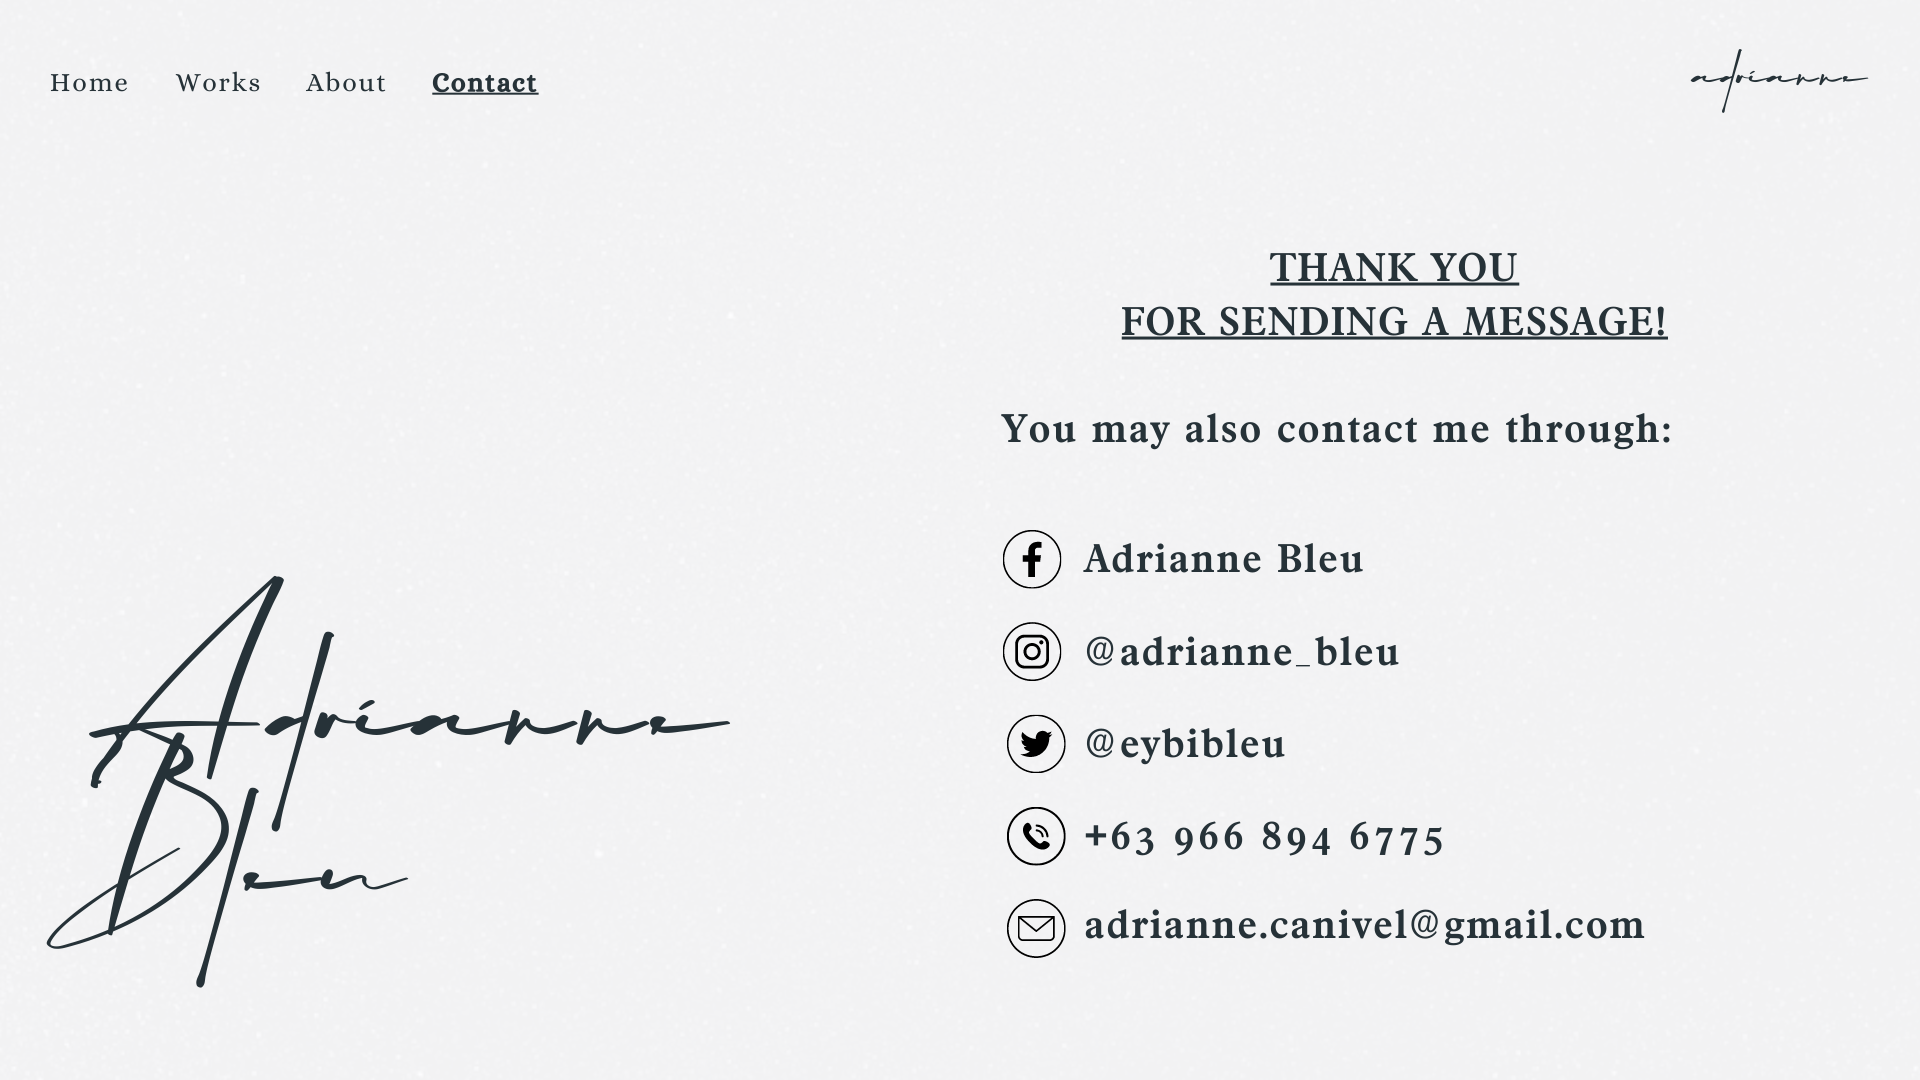 Home Works About Contact
adrianne
THANK YOU
FOR SENDING A MESSAGE!
You may also contact me through:
Adrianne Bleu
@adrianne_bleu
@eybibleu
+63 966 894 6775
adrianne.canivel@gmail.com
Adrianne
Bleu